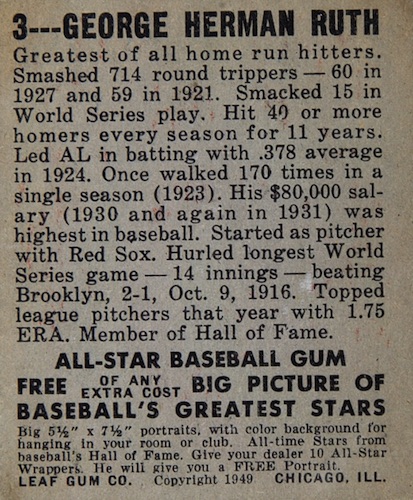 3---GEORGE HERMAN RUTH
Greatest of all home run hitters.
Smashed 714 round trippers — 60 in
1927 and 59 in 1921. Smacked 15 in
World Series play. Hit 40 or more
homers every season for 11 years.
Led AL in batting with .378 average
in 1924. Once walked 170 times in a
single season (1923). His $80,000 sal-
ary (1930 and again in 1931) was
highest in baseball. Started as pitcher
with Red Sox. Hurled longest World
Series game — 14 innings — beating
Brooklyn, 2-1, Oct. 9, 1916. Topped
league pitchers that year with 1.75
ERA. Member of Hall of Fame.
ALL-STAR BASEBALL GUM
FREE OF ANY EXTRA COST BIG PICTURE OF
BASEBALL'S GREATEST STARS
Big 5½" x 7½" portraits, with color background for
hanging in your room or club. All-time Stars from
baseball's Hall of Fame. Give your dealer 10 All-Star
Wrappers. He will give you a FREE Portrait.
LEAF GUM CO. Copyright 1949 CHICAGO, ILL.